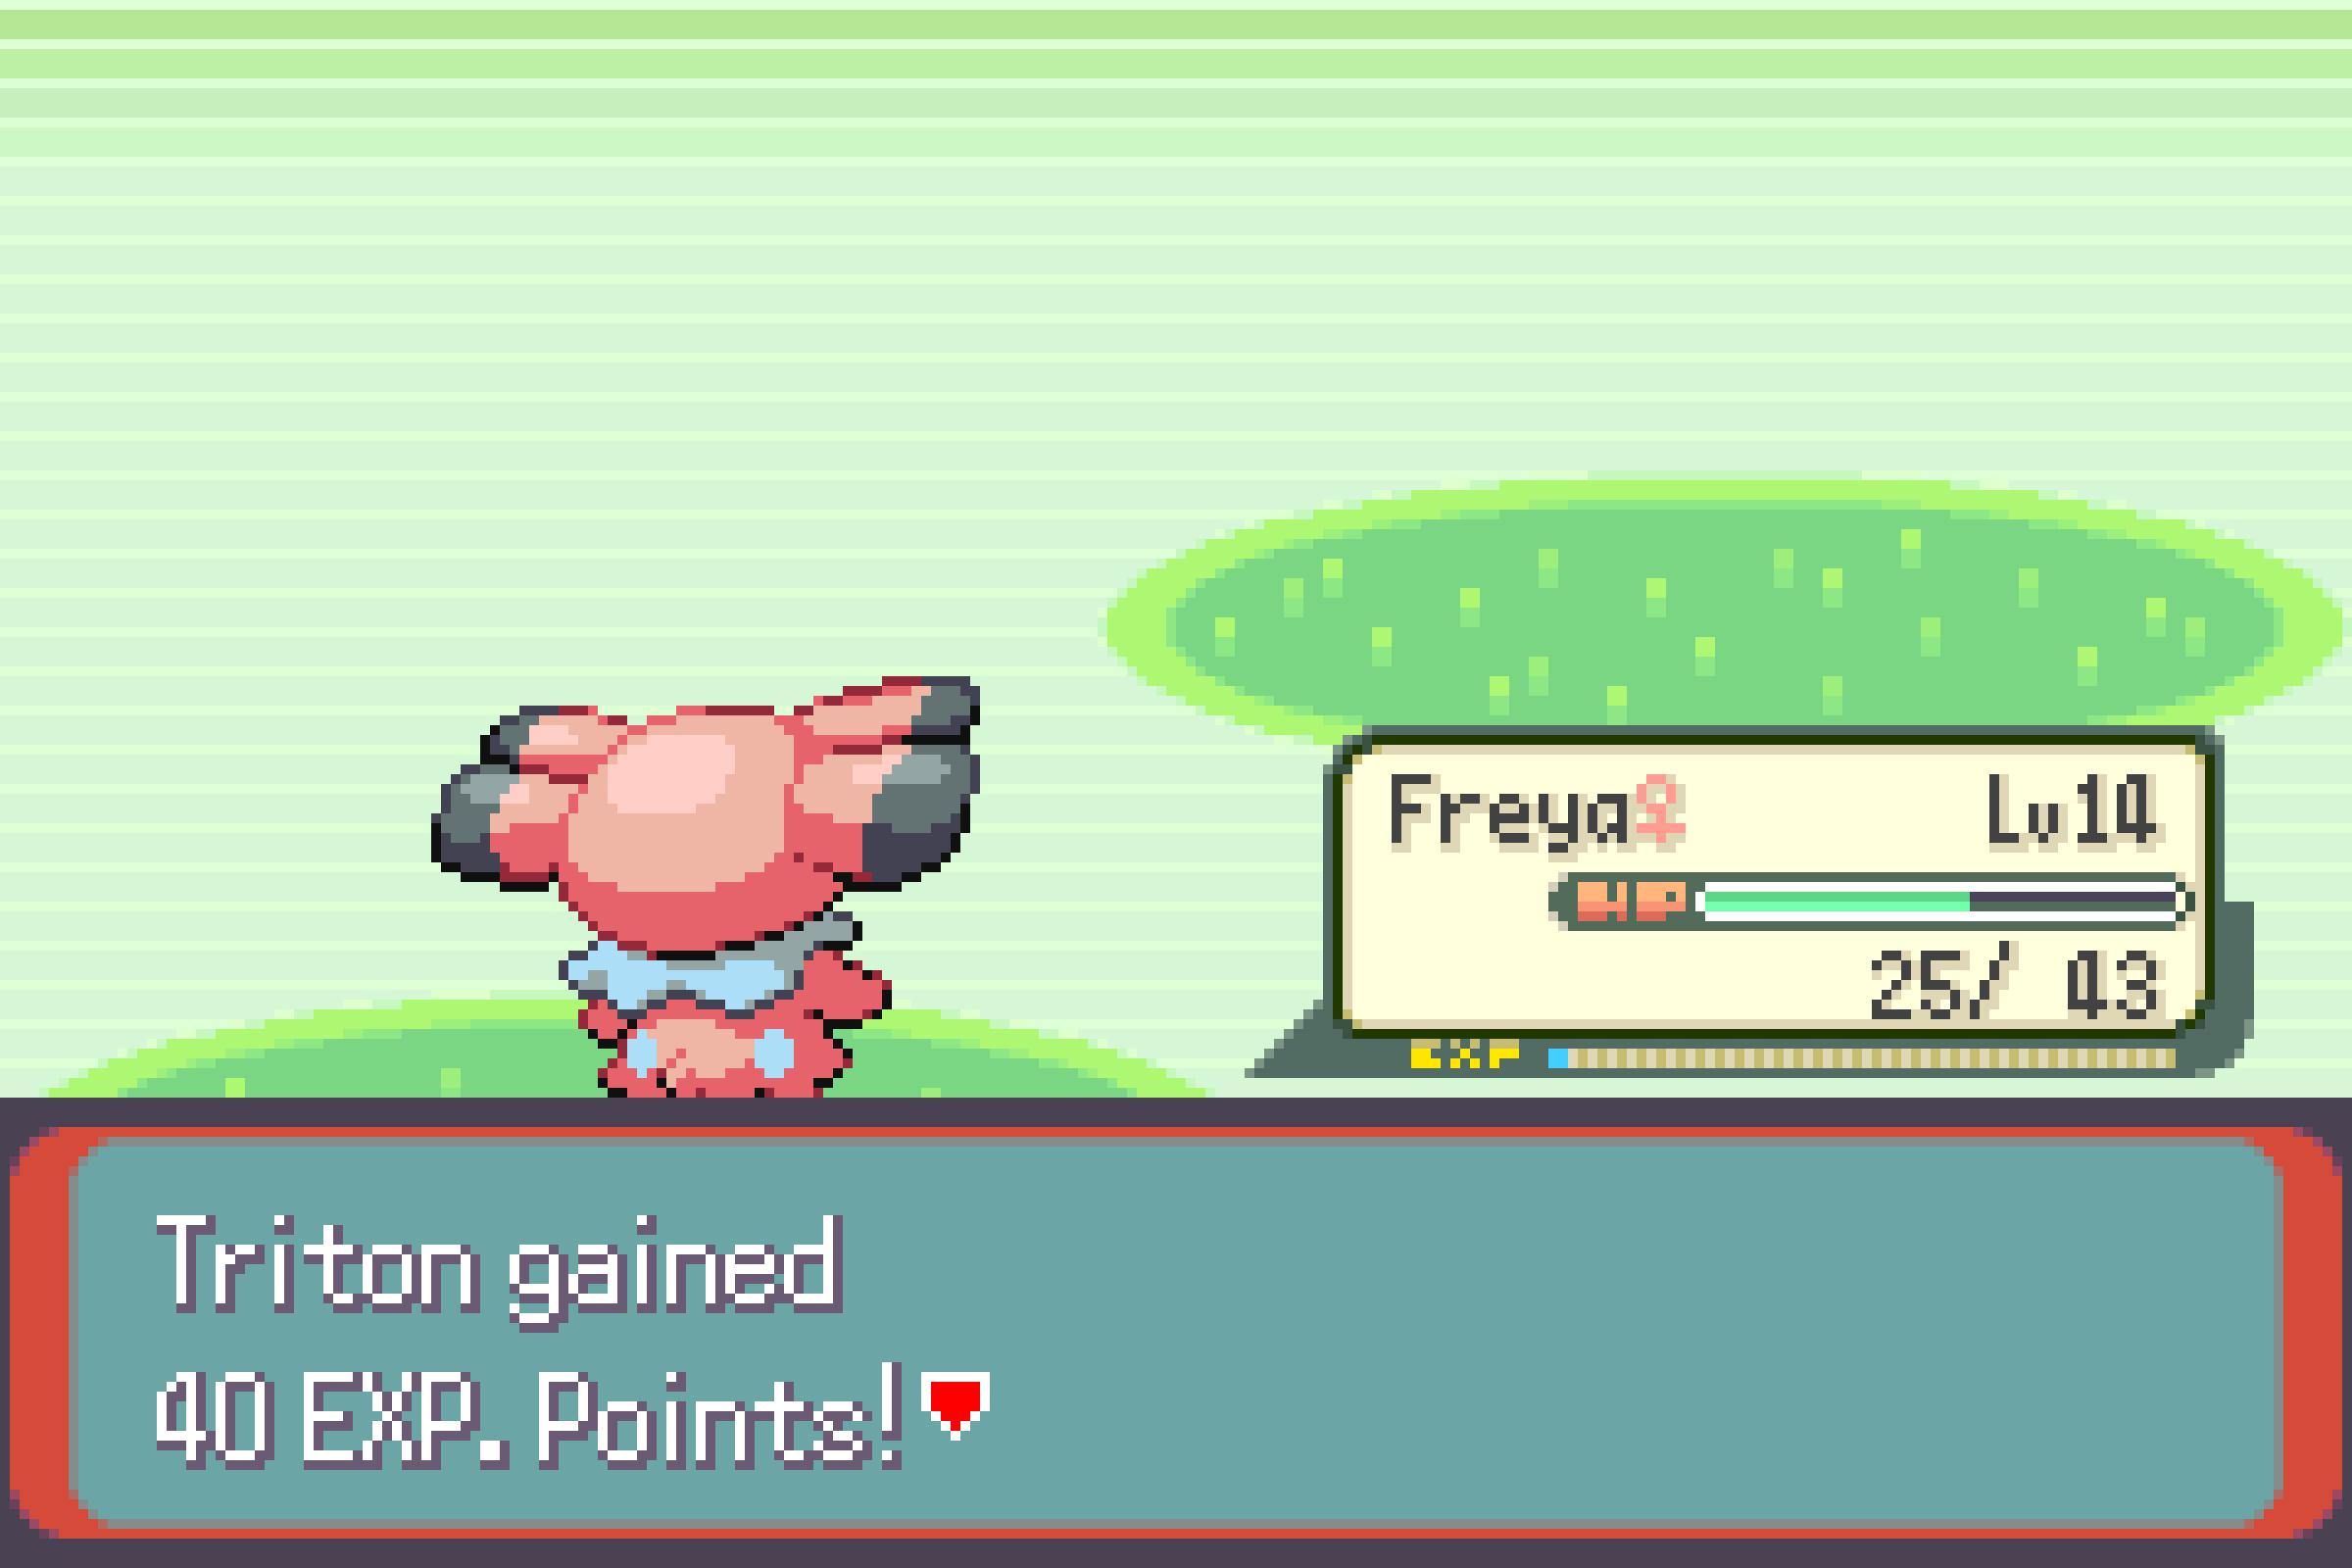 Freya♀ Lv14
HP
25/ 43
EXP
Triton gained
40 EXP. Points!